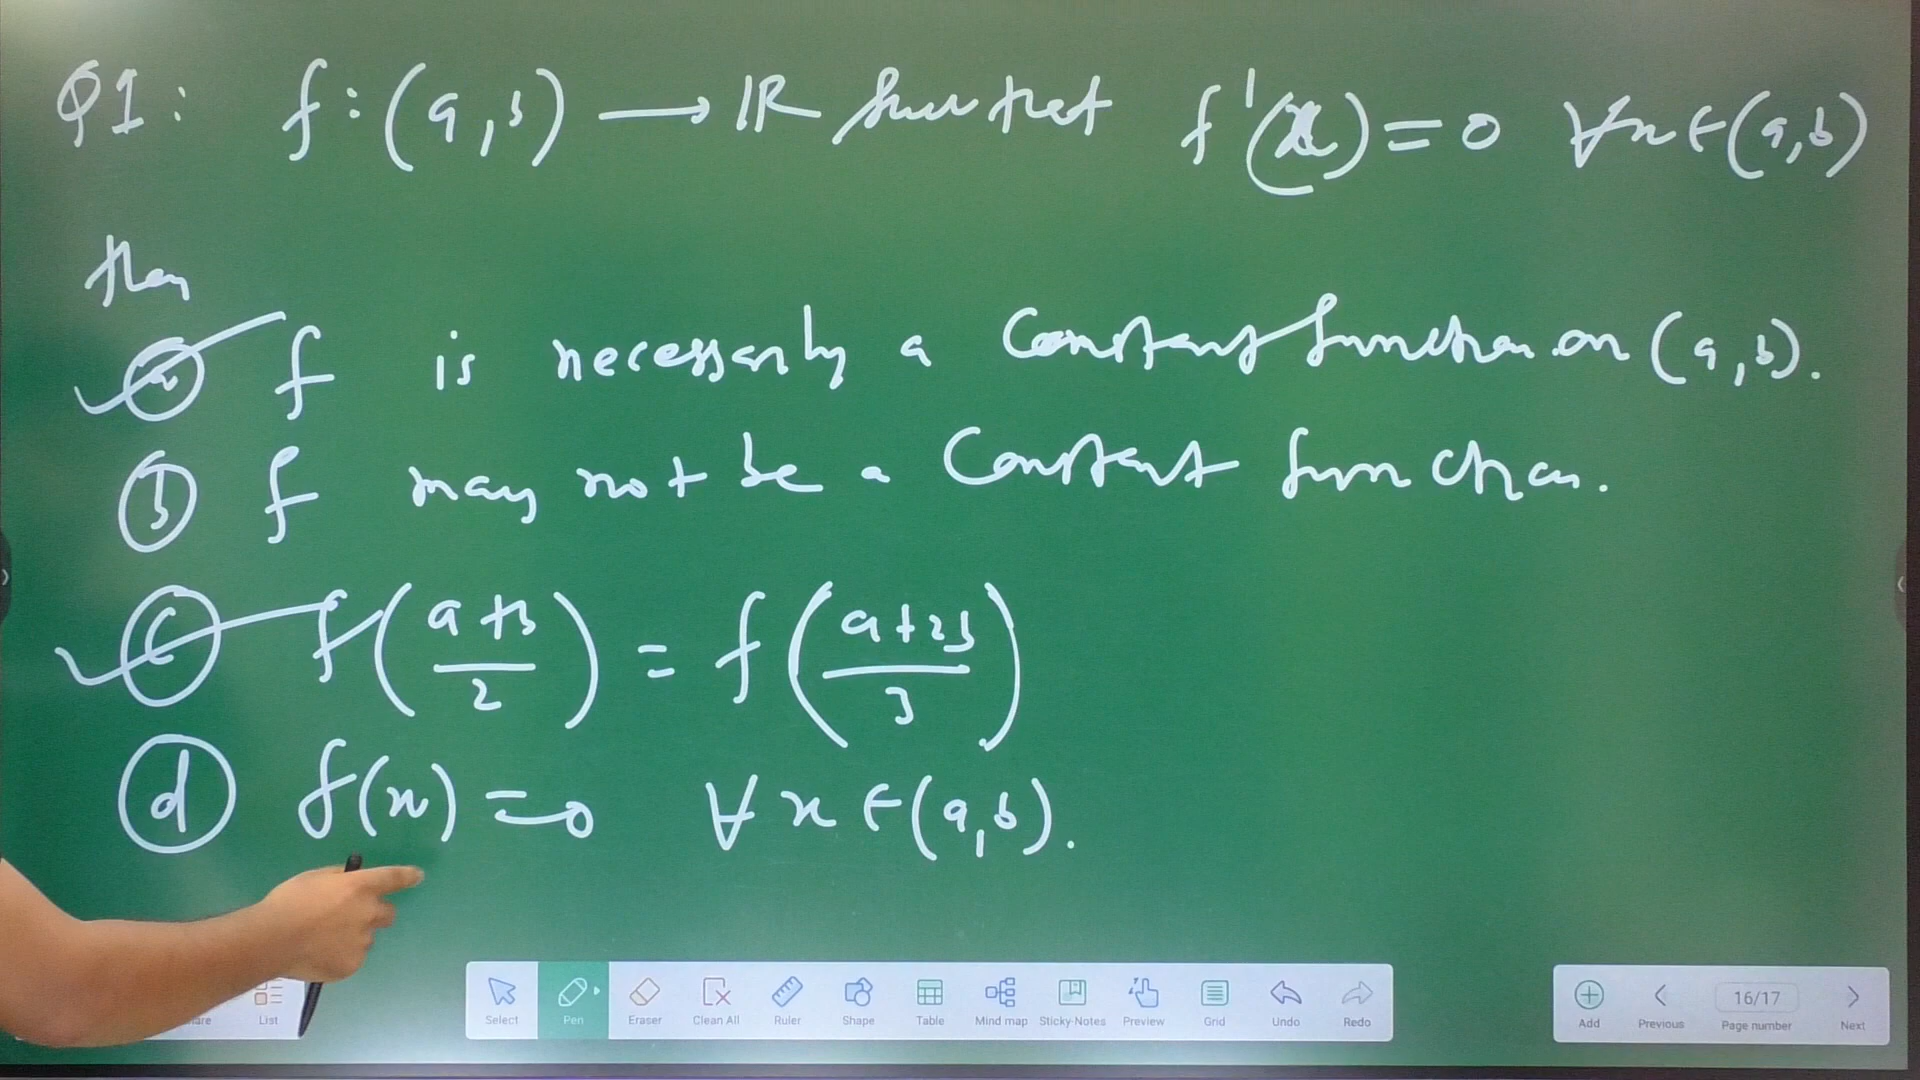 Q1: f:(a,b) → IR such that f'(x)=0 ∀x∈(a,b)
then
(a) f is necessarily a Constant function on (a,b).
(b) f may not be a Constant function.
(c) f((a+b)/2) = f((a+2b)/3)
(d) f(x)=0 ∀ x∈(a,b).
List Select Pen Eraser Clean All Ruler Shape Table Mind map Sticky-Notes Preview Grid Undo Redo Add Previous 16/17 Page number Next